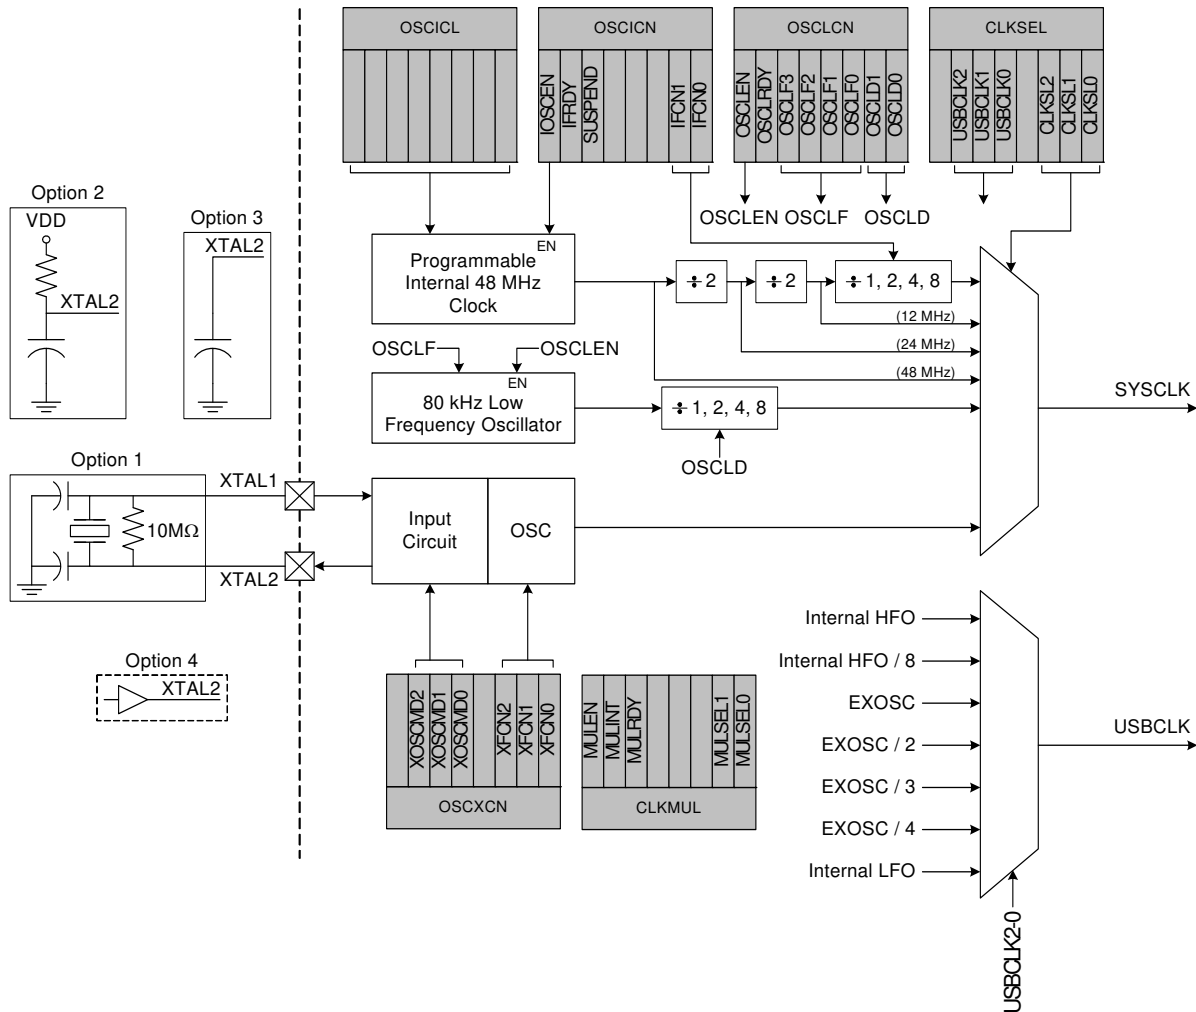 OSCICL
OSCICN
OSCLCN
CLKSEL
IOSCEN
IFRDY
SUSPEND
IFCN1
IFCN0
OSCLEN
OSCLRDY
OSCLF3
OSCLF2
OSCLF1
OSCLF0
OSCLD1
OSCLD0
USBCLK2
USBCLK1
USBCLK0
CLKSL2
CLKSL1
CLKSL0
Option 2
VDD
XTAL2
Option 3
XTAL2
OSCLEN
OSCLF
OSCLD
EN
Programmable
Internal 48 MHz
Clock
÷ 2
÷ 2
÷ 1, 2, 4, 8
(12 MHz)
(24 MHz)
(48 MHz)
OSCLF
OSCLEN
EN
80 kHz Low
Frequency Oscillator
÷ 1, 2, 4, 8
OSCLD
SYSCLK
Option 1
XTAL1
10MΩ
XTAL2
Input
Circuit
OSC
Option 4
XTAL2
XOSCMD2
XOSCMD1
XOSCMD0
XFCN2
XFCN1
XFCN0
OSCXCN
MULEN
MULINT
MULRDY
MULSEL1
MULSEL0
CLKMUL
Internal HFO
Internal HFO / 8
EXOSC
EXOSC / 2
EXOSC / 3
EXOSC / 4
Internal LFO
USBCLK
USBCLK2-0